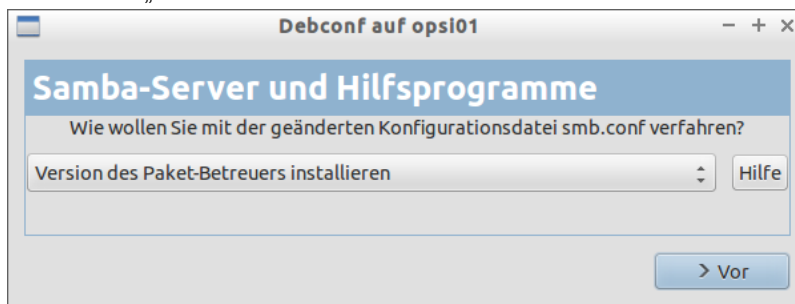 „
Debconf auf opsi01
Samba-Server und Hilfsprogramme
Wie wollen Sie mit der geänderten Konfigurationsdatei smb.conf verfahren?
Version des Paket-Betreuers installieren
Hilfe
> Vor